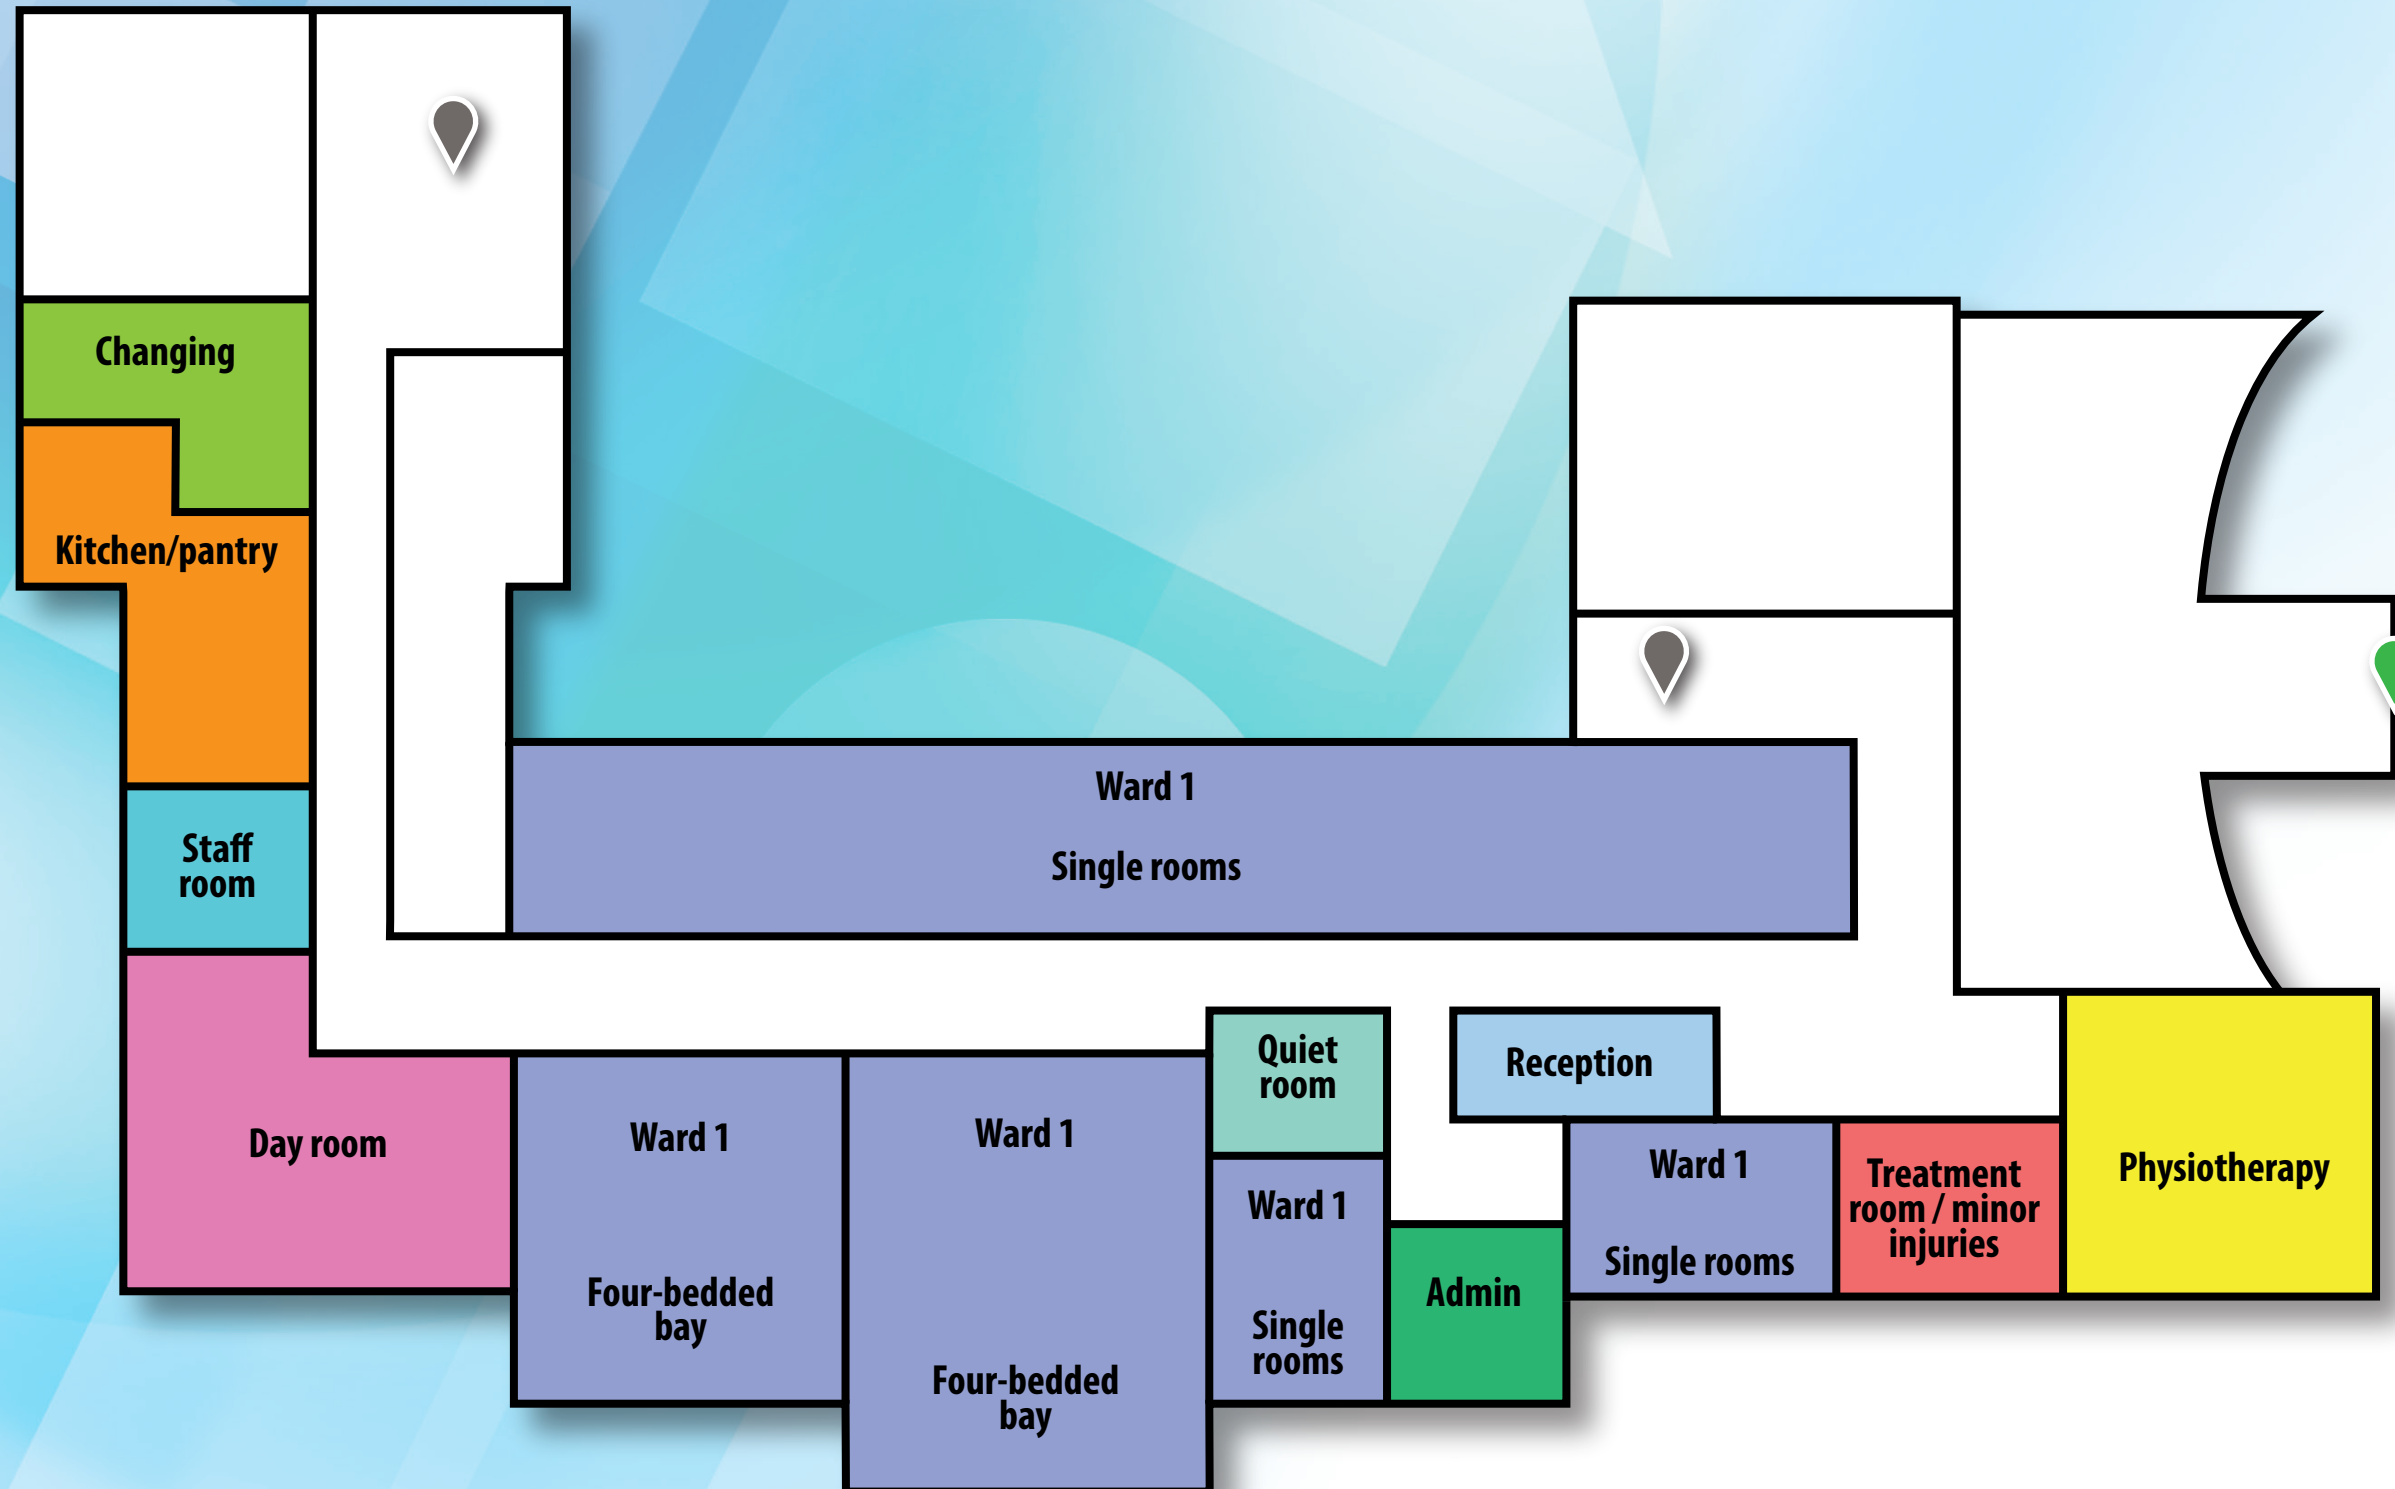 Changing
Kitchen/pantry
Staff
room
Day room
Ward 1
Single rooms
Ward 1
Four-bedded
bay
Ward 1
Four-bedded
bay
Quiet
room
Ward 1
Single
rooms
Reception
Admin
Ward 1
Single rooms
Treatment
room / minor
injuries
Physiotherapy